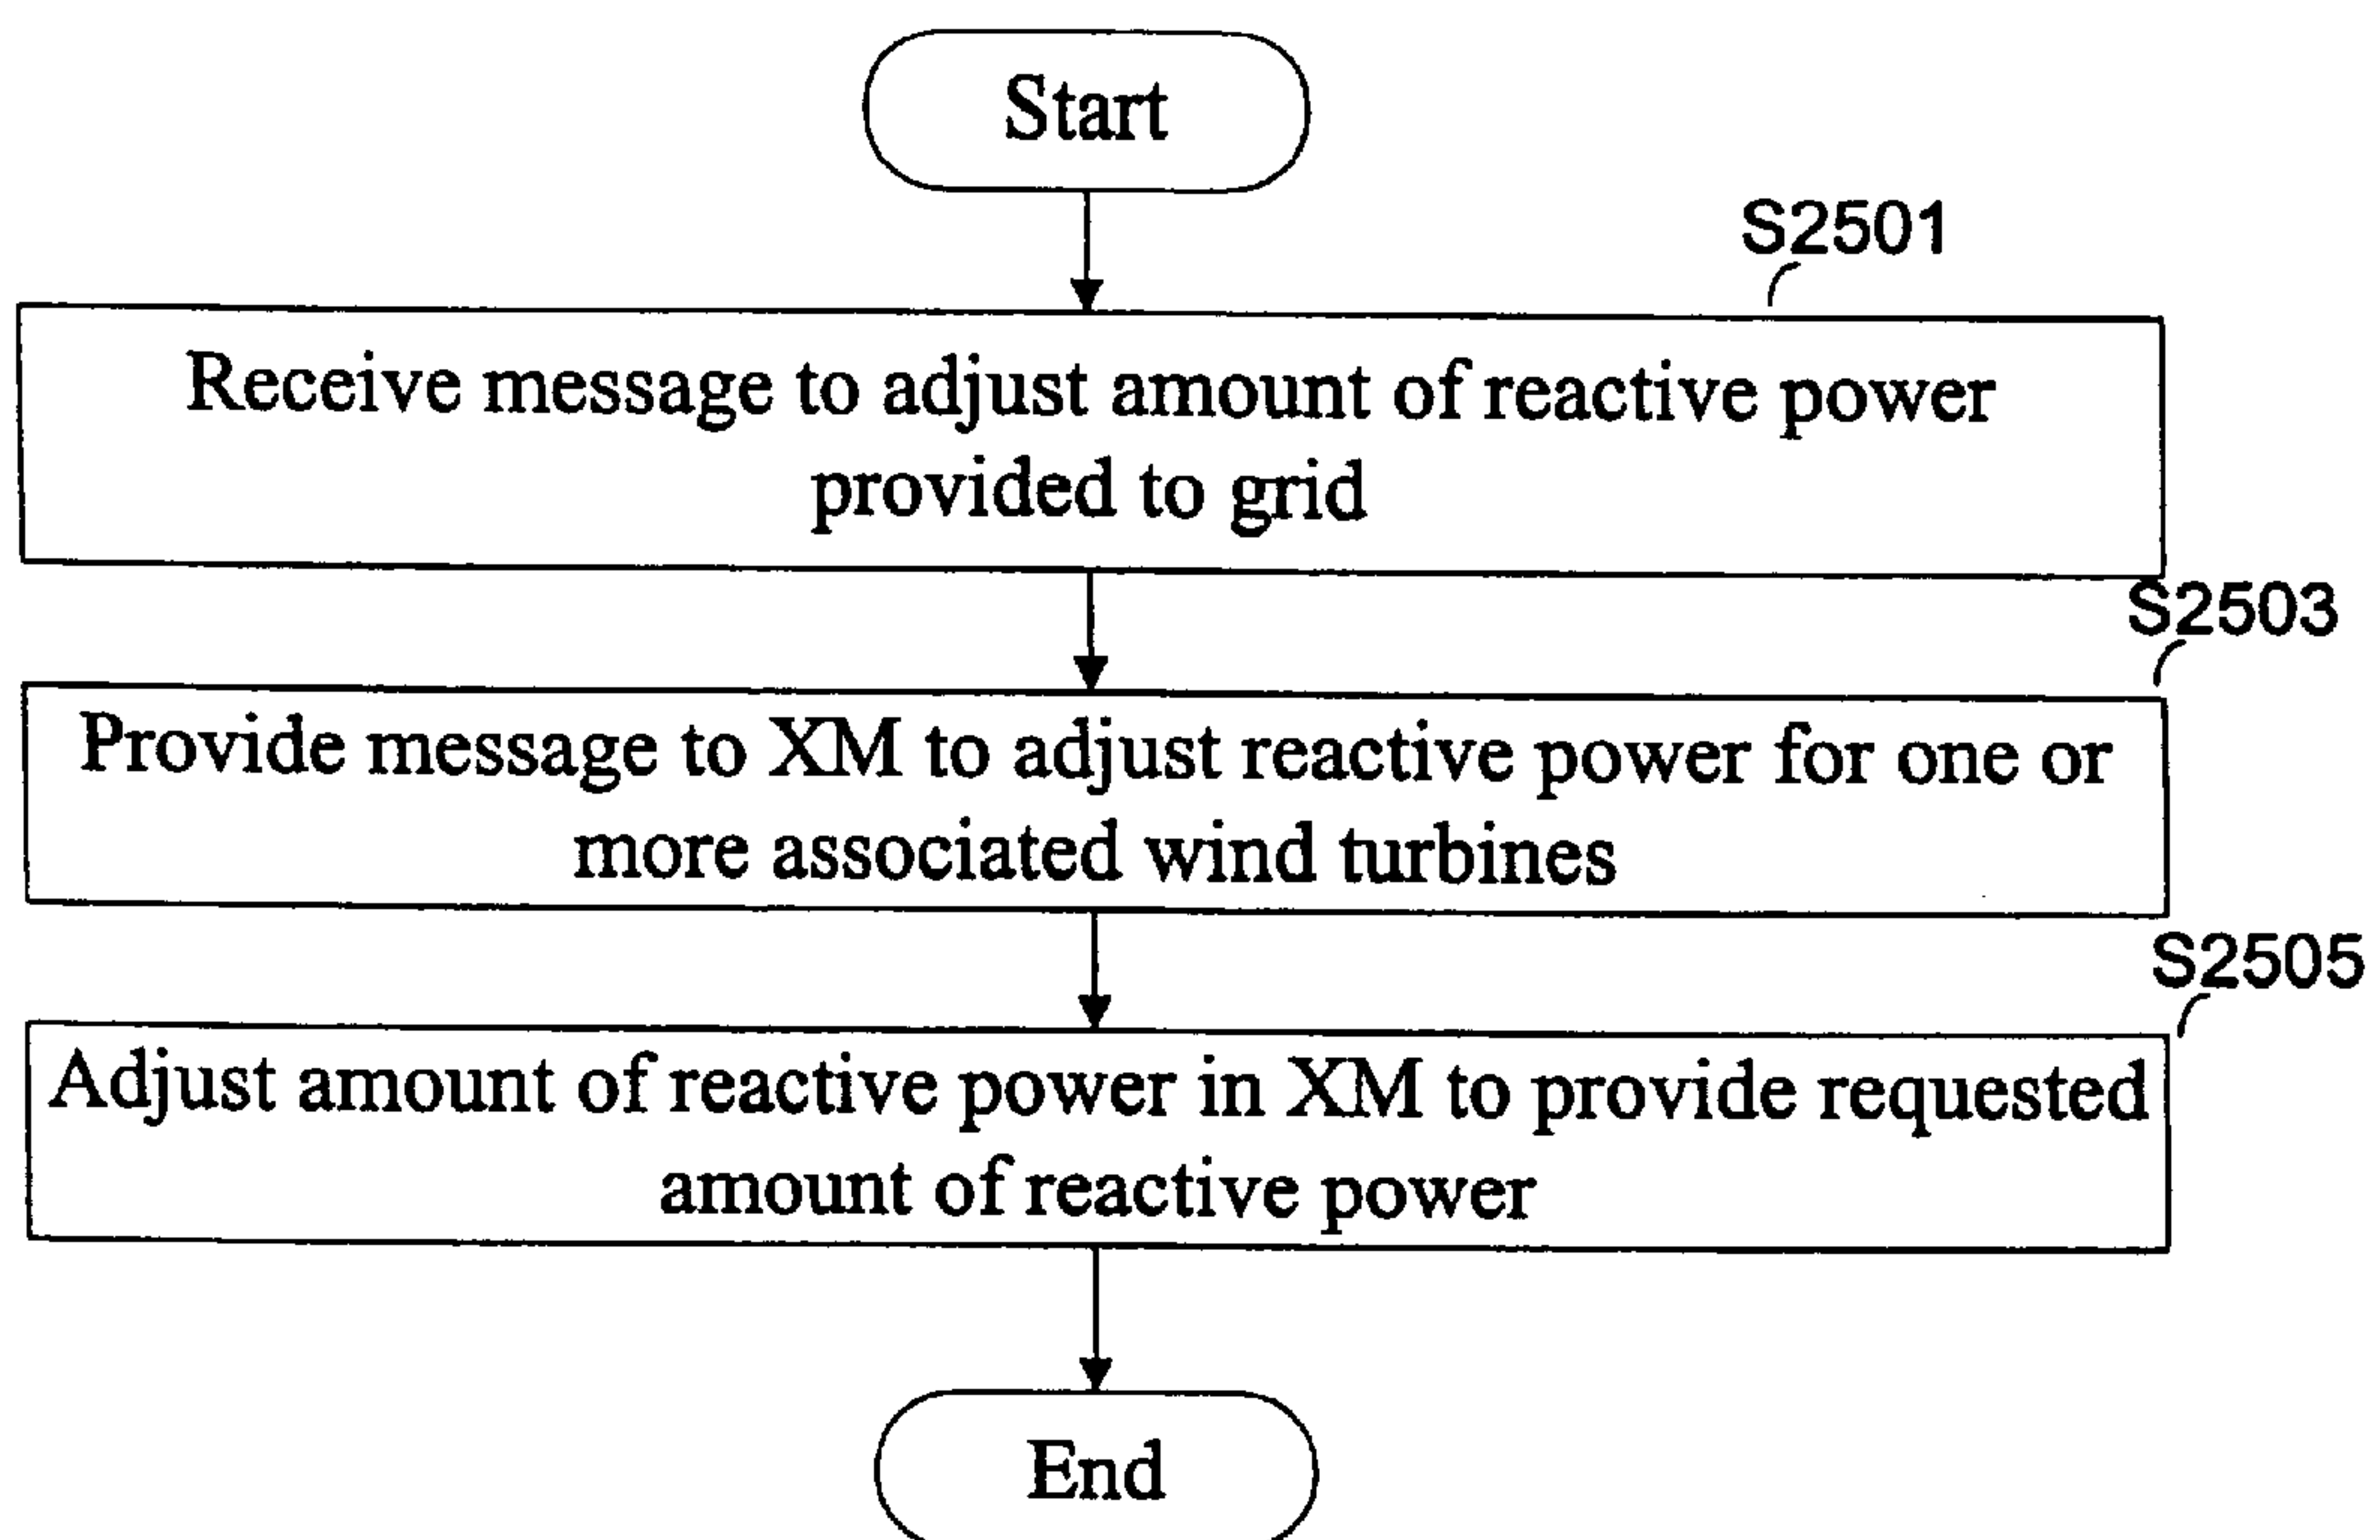 Start
S2501
Receive message to adjust amount of reactive power
provided to grid
S2503
Provide message to XM to adjust reactive power for one or
more associated wind turbines
S2505
Adjust amount of reactive power in XM to provide requested
amount of reactive power
End